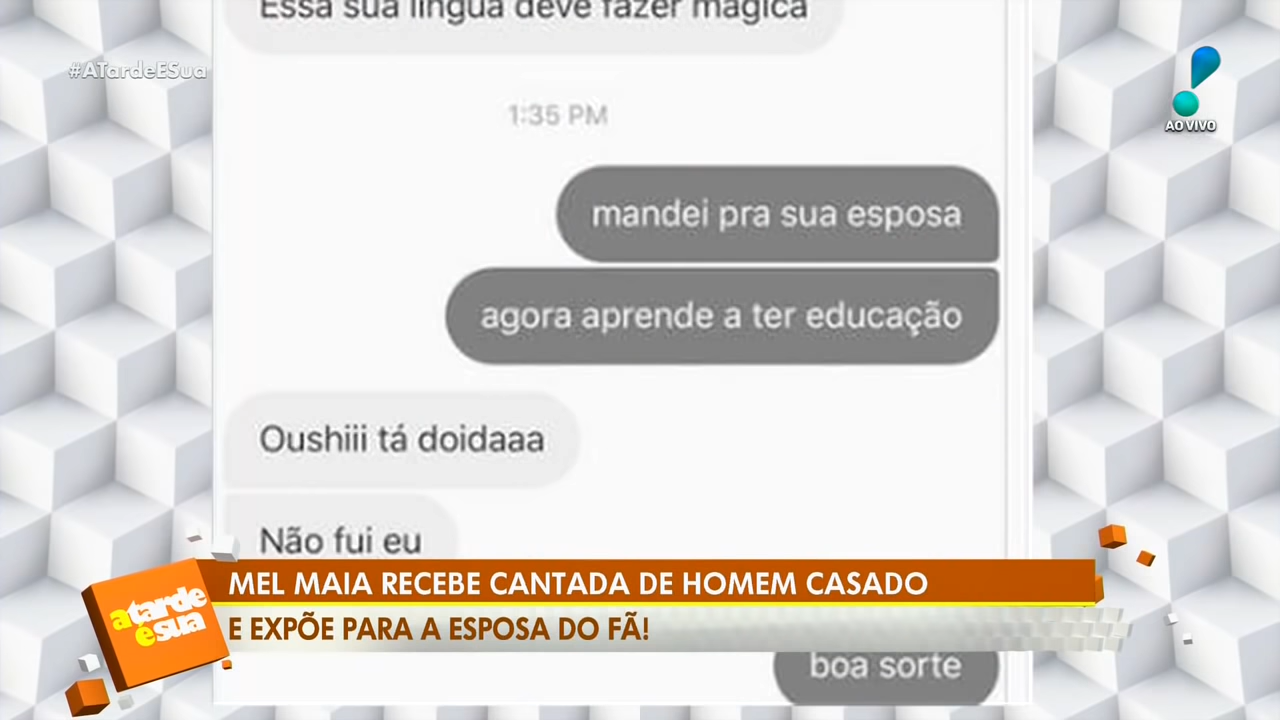 Essa sua língua deve fazer mágica
#ATardeESua
AO VIVO
1:35 PM
mandei pra sua esposa
agora aprende a ter educação
Oushiii tá doidaaa
Não fui eu
MEL MAIA RECEBE CANTADA DE HOMEM CASADO
E EXPÕE PARA A ESPOSA DO FÃ!
a tarde
é sua
boa sorte